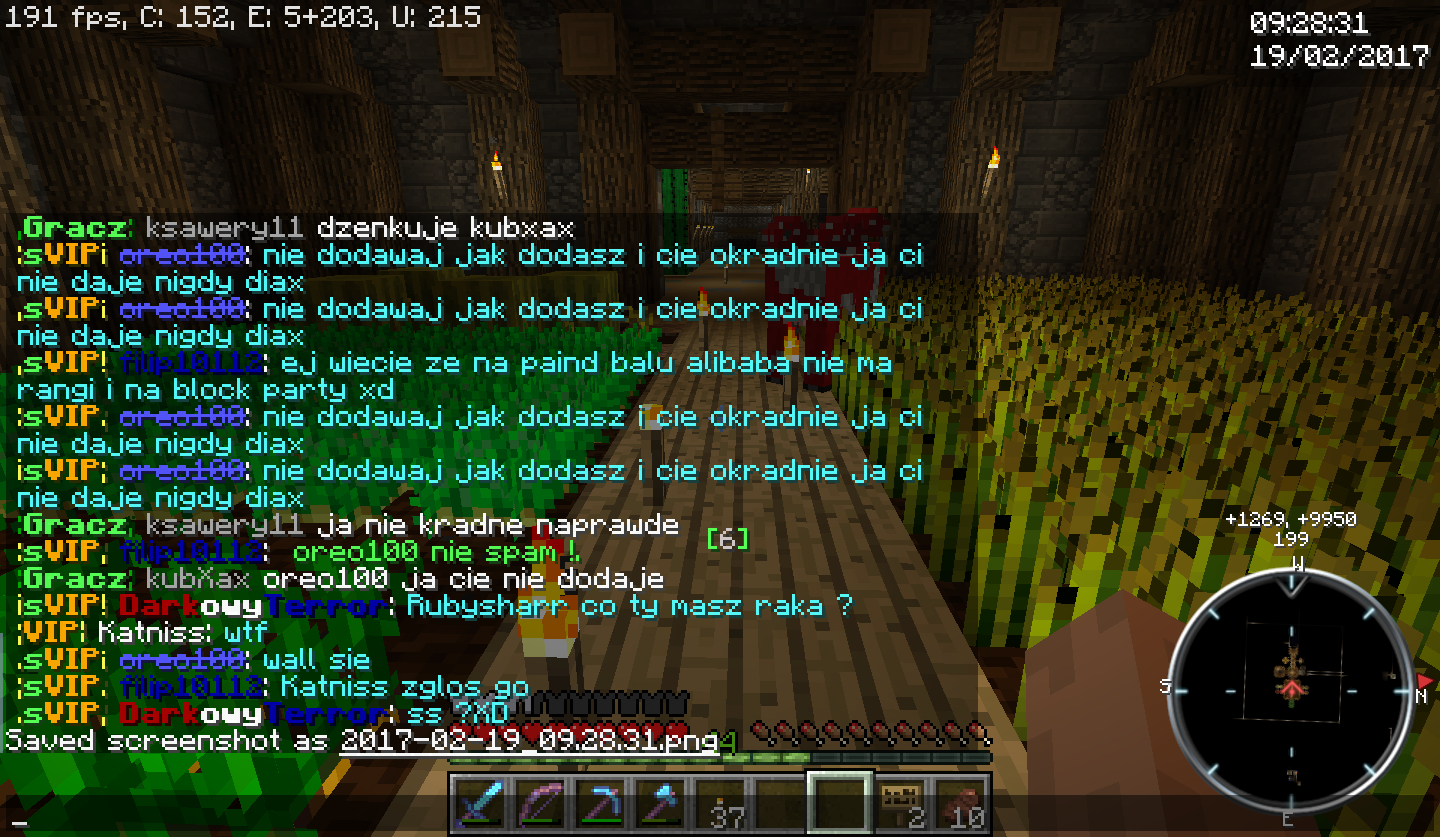 191 fps, C: 152, E: 5+203, U: 215
09:28:31
19/02/2017
Gracz ksawery11 dzenkuje kubxax
sVIP oreo100: nie dodawaj jak dodasz i cie okradnie ja ci
nie daje nigdy diax
sVIP oreo100: nie dodawaj jak dodasz i cie okradnie ja ci
nie daje nigdy diax
sVIP filip10112: ej wiecie ze na paind balu alibaba nie ma
rangi i na block party xd
sVIP oreo100: nie dodawaj jak dodasz i cie okradnie ja ci
nie daje nigdy diax
sVIP oreo100: nie dodawaj jak dodasz i cie okradnie ja ci
nie daje nigdy diax
Gracz ksawery11 ja nie kradne naprawde
[6]
sVIP filip10112: oreo100 nie spam !
Gracz kubXax oreo100 ja cie nie dodaje
sVIP DarkowyTerror: Rubysharr co ty masz raka ?
VIP Katniss: wtf
sVIP oreo100: wall sie
sVIP filip10112: Katniss zglos go
sVIP DarkowyTerror: ss ?XD
Saved screenshot as 2017-02-19_09.28.31.png
+1269, +9950
199
W
S
N
E
37
2
10